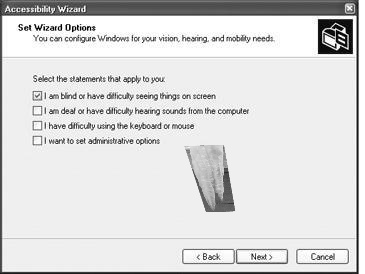 Accessibility Wizard
Set Wizard Options
You can configure Windows for your vision, hearing, and mobility needs.
Select the statements that apply to you:
I am blind or have difficulty seeing things on screen
I am deaf or have difficulty hearing sounds from the computer
I have difficulty using the keyboard or mouse
I want to set administrative options
< Back
Next >
Cancel